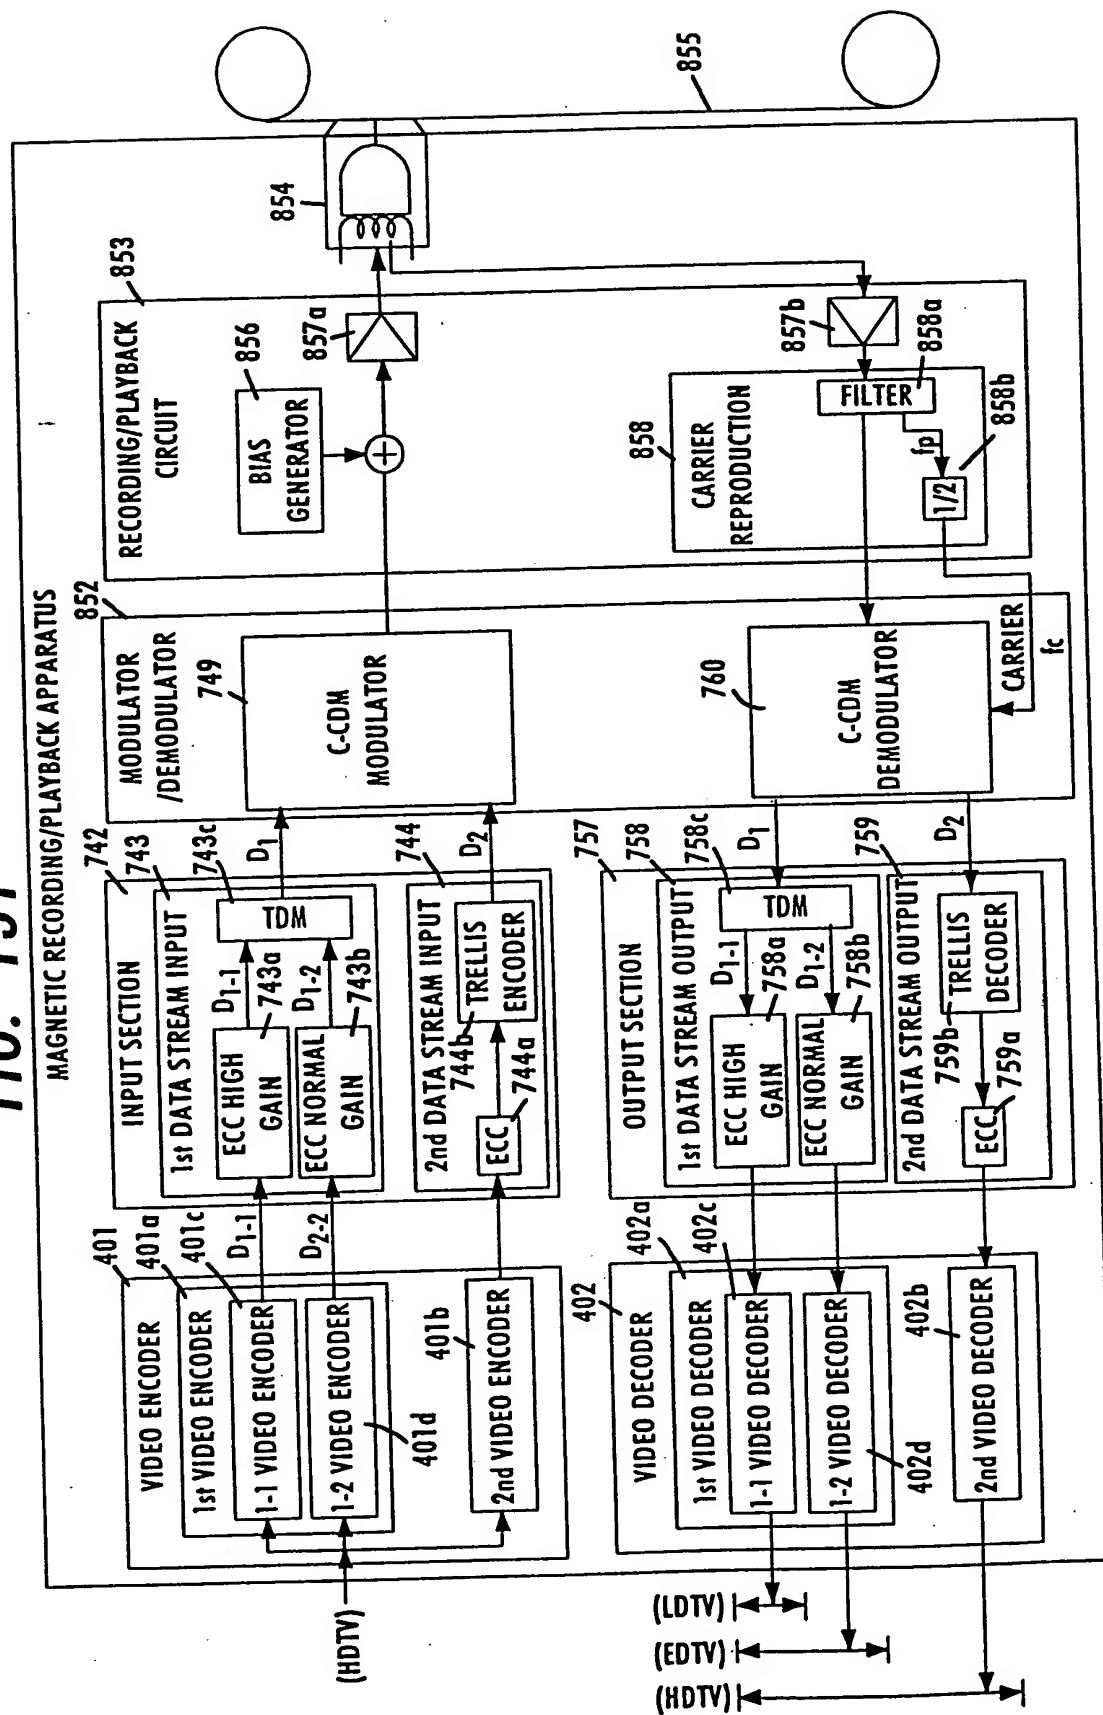 MAGNETIC RECORDING/PLAYBACK APPARATUS
VIDEO ENCODER
401
1st VIDEO ENCODER
401a
1-1 VIDEO ENCODER
401c
1-2 VIDEO ENCODER
401d
2nd VIDEO ENCODER
401b
(HDTV)
D1-1
D2-2
INPUT SECTION
742
1st DATA STREAM INPUT
743
ECC HIGH
GAIN
743a
ECC NORMAL
GAIN
743b
D1-1
D1-2
TDM
743c
2nd DATA STREAM INPUT
744
ECC
744a
TRELLIS
ENCODER
744b
D1
D2
MODULATOR
/DEMODULATOR
852
C-CDM
MODULATOR
749
C-CDM
DEMODULATOR
760
CARRIER
fc
RECORDING/PLAYBACK
CIRCUIT
853
BIAS
GENERATOR
856
+
857a
854
855
857b
CARRIER
REPRODUCTION
858
FILTER
858a
fp
1/2
858b
OUTPUT SECTION
757
1st DATA STREAM OUTPUT
758
TDM
758c
D1
D2
D1-1
D1-2
ECC HIGH
GAIN
758a
ECC NORMAL
GAIN
758b
2nd DATA STREAM OUTPUT
759
TRELLIS
DECODER
759b
ECC
759a
VIDEO DECODER
402
1st VIDEO DECODER
402a
1-1 VIDEO DECODER
402c
1-2 VIDEO DECODER
402d
2nd VIDEO DECODER
402b
(LDTV)
(EDTV)
(HDTV)